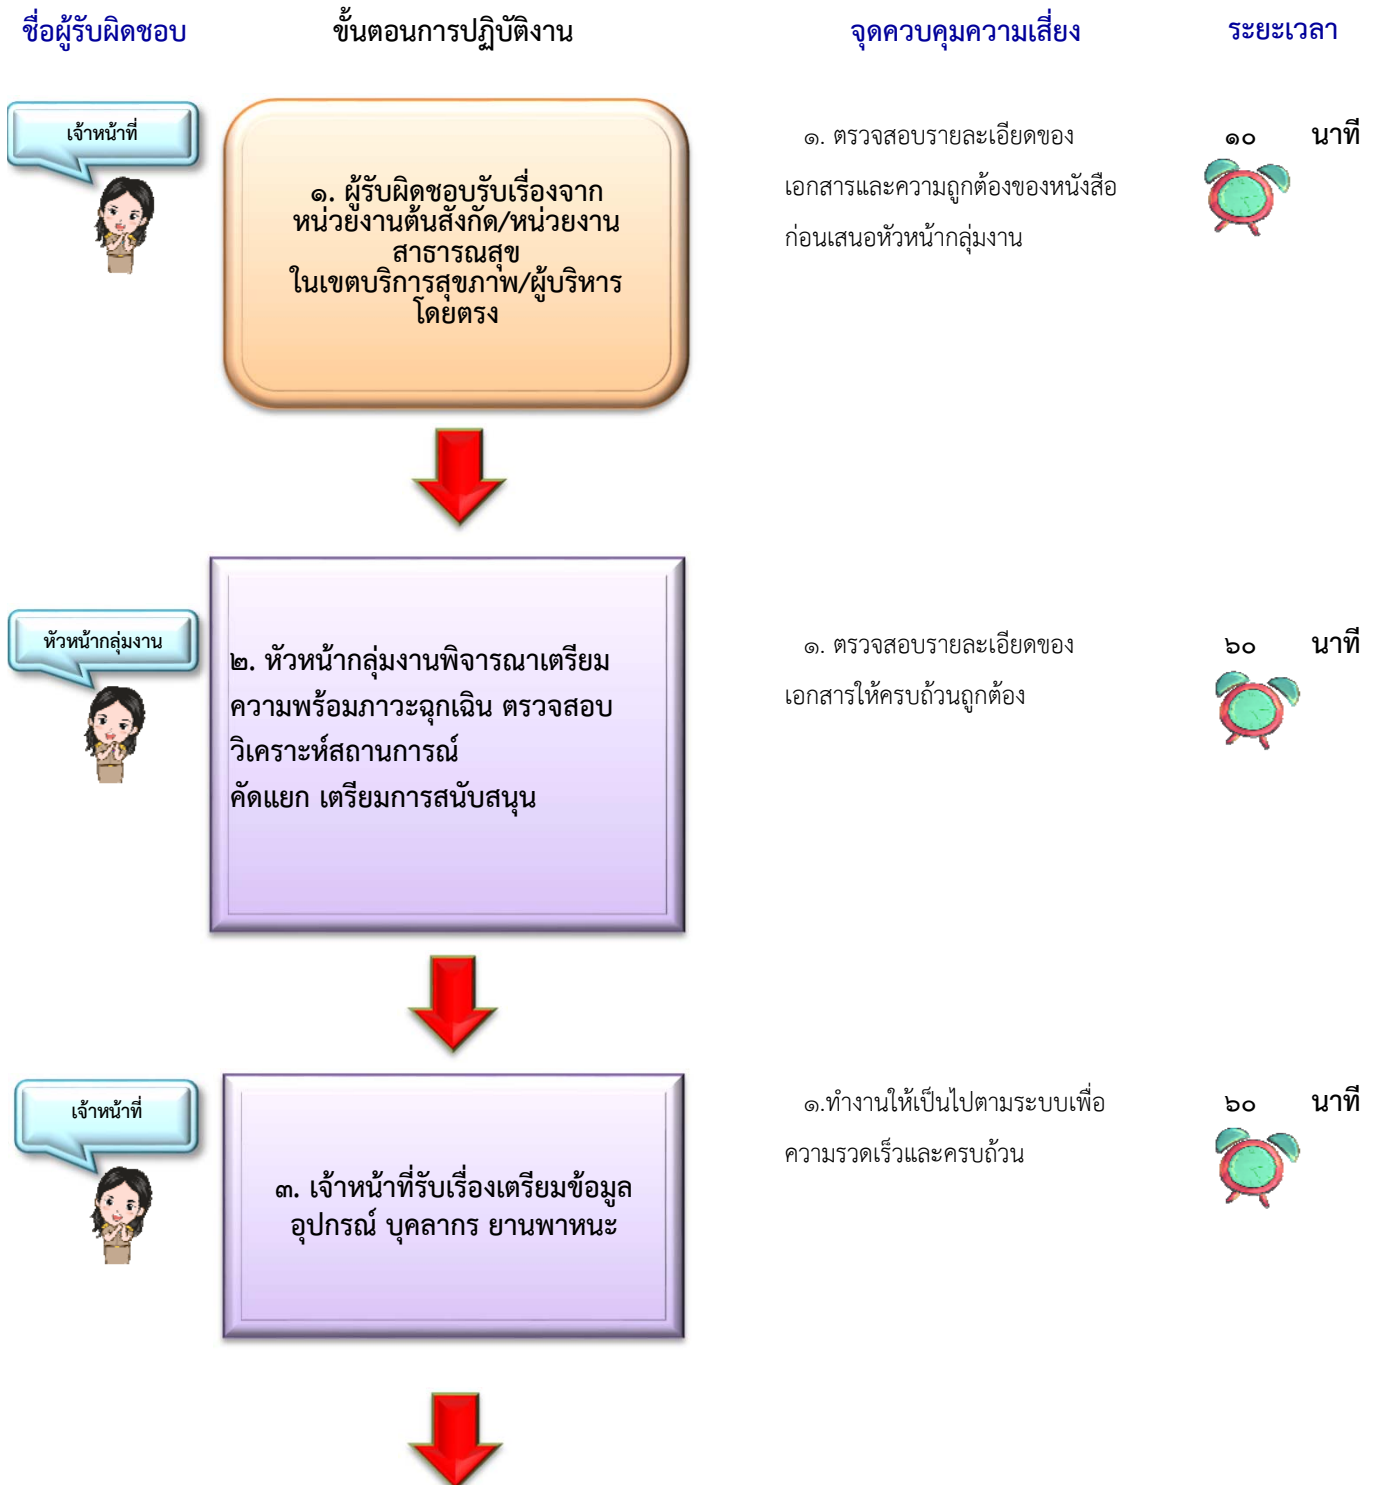 ชื่อผู้รับผิดชอบ ขั้นตอนการปฏิบัติงาน จุดควบคุมความเสี่ยง ระยะเวลา
เจ้าหน้าที่
๑. ผู้รับผิดชอบรับเรื่องจาก
หน่วยงานต้นสังกัด/หน่วยงาน
สาธารณสุข
ในเขตบริการสุขภาพ/ผู้บริหาร
โดยตรง
๑. ตรวจสอบรายละเอียดของ
เอกสารและความถูกต้องของหนังสือ
ก่อนเสนอหัวหน้ากลุ่มงาน
๑๐ นาที
หัวหน้ากลุ่มงาน
๒. หัวหน้ากลุ่มงานพิจารณาเตรียม
ความพร้อมภาวะฉุกเฉิน ตรวจสอบ
วิเคราะห์สถานการณ์
คัดแยก เตรียมการสนับสนุน
๑. ตรวจสอบรายละเอียดของ
เอกสารให้ครบถ้วนถูกต้อง
๖๐ นาที
เจ้าหน้าที่
๓. เจ้าหน้าที่รับเรื่องเตรียมข้อมูล
อุปกรณ์ บุคลากร ยานพาหนะ
๑.ทำงานให้เป็นไปตามระบบเพื่อ
ความรวดเร็วและครบถ้วน
๖๐ นาที